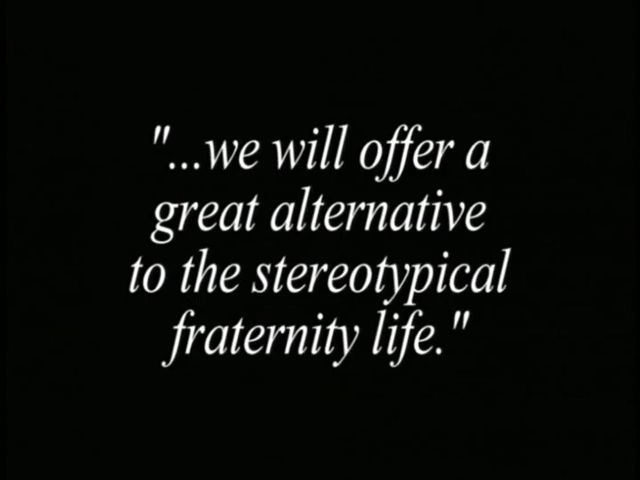 "...we will offer a
great alternative
to the stereotypical
fraternity life."